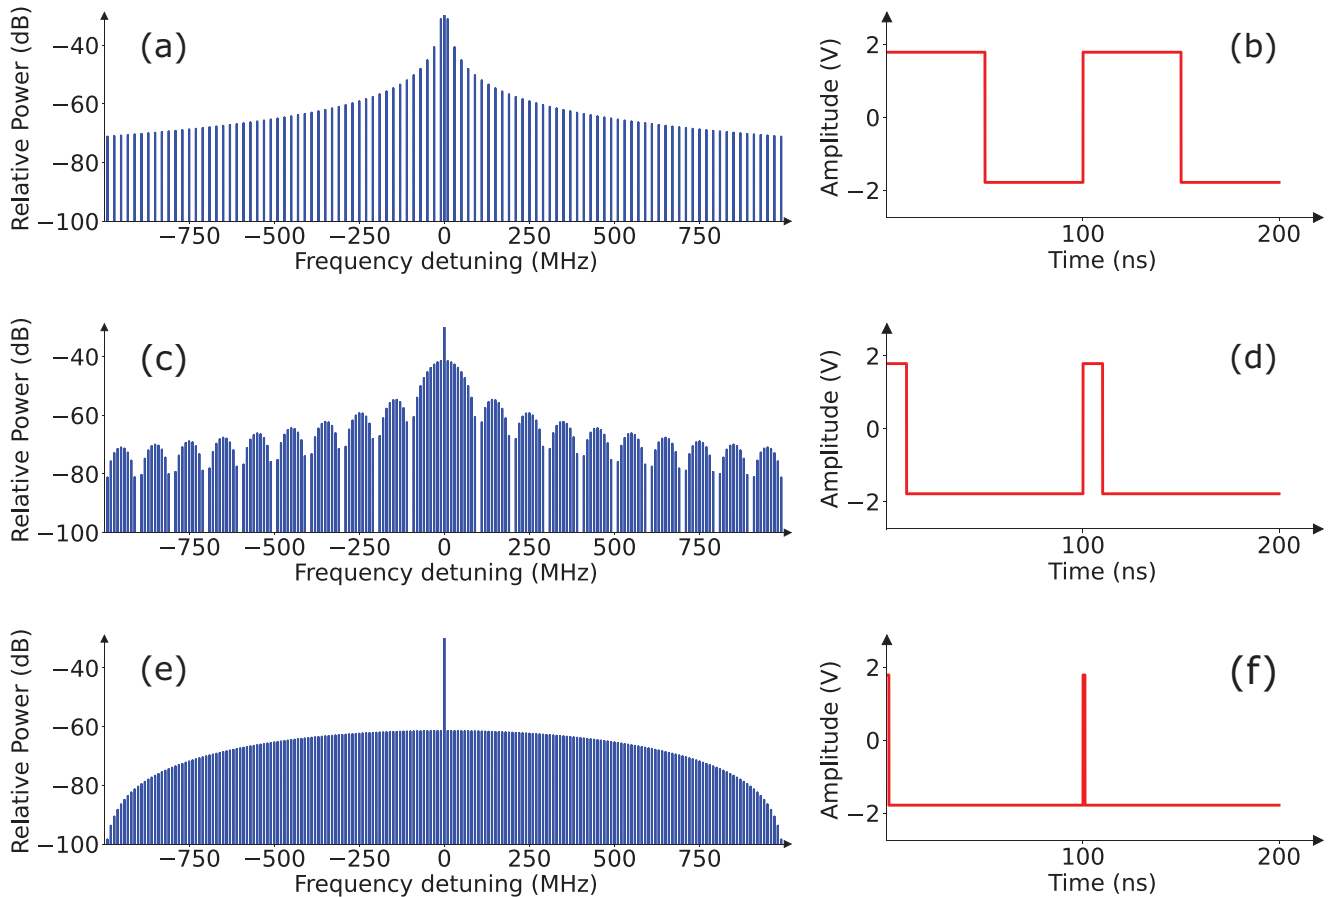 Relative Power (dB)
−40
−60
−80
−100
(a)
−750 −500 −250 0 250 500 750
Frequency detuning (MHz)
Amplitude (V)
2
0
−2
(b)
100 200
Time (ns)
Relative Power (dB)
−40
−60
−80
−100
(c)
−750 −500 −250 0 250 500 750
Frequency detuning (MHz)
Amplitude (V)
2
0
−2
(d)
100 200
Time (ns)
Relative Power (dB)
−40
−60
−80
−100
(e)
−750 −500 −250 0 250 500 750
Frequency detuning (MHz)
Amplitude (V)
2
0
−2
(f)
100 200
Time (ns)